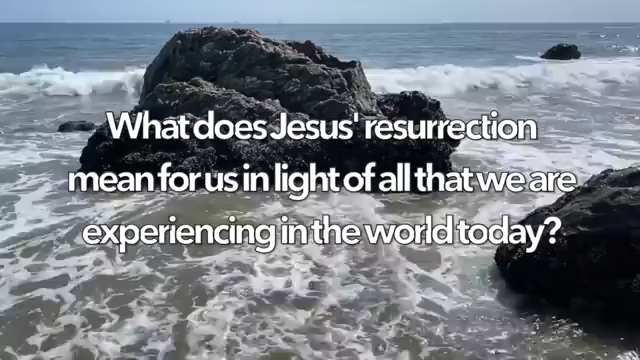 What does Jesus' resurrection
mean for us in light of all that we are
experiencing in the world today?